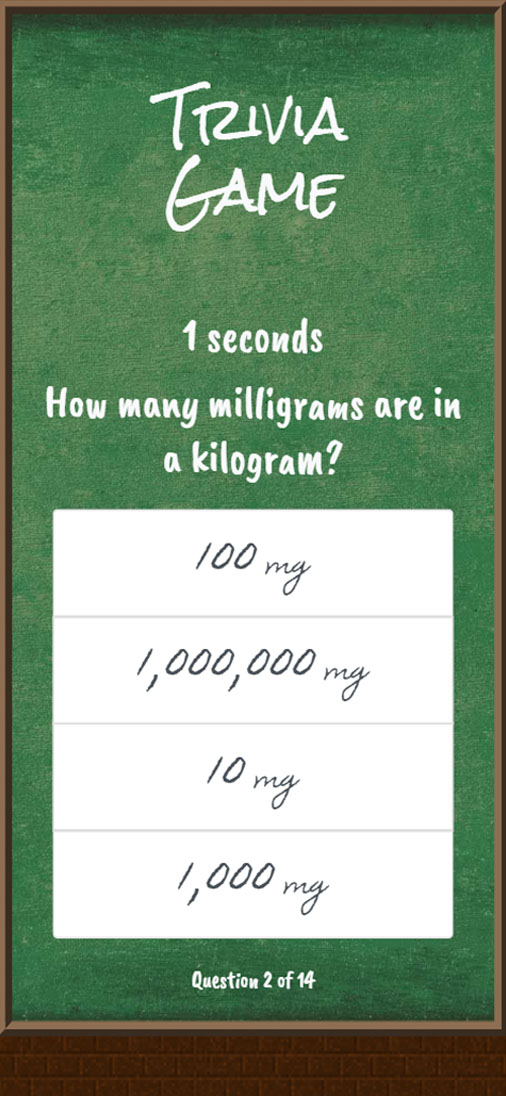 Trivia
Game
1 seconds
How many milligrams are in
a kilogram?
100 mg
1,000,000 mg
10 mg
1,000 mg
Question 2 of 14